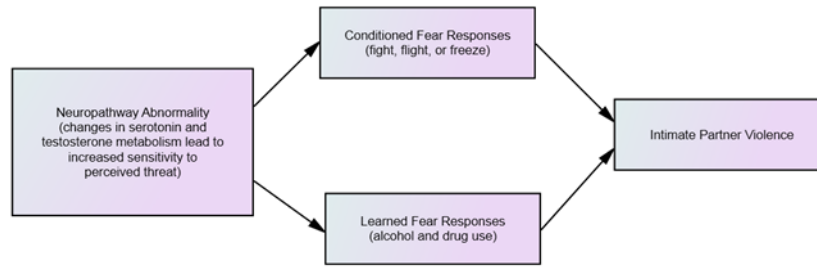 Conditioned Fear Responses
(fight, flight, or freeze)
Neuropathway Abnormality
(changes in serotonin and
testosterone metabolism lead to
increased sensitivity to
perceived threat)
Intimate Partner Violence
Learned Fear Responses
(alcohol and drug use)